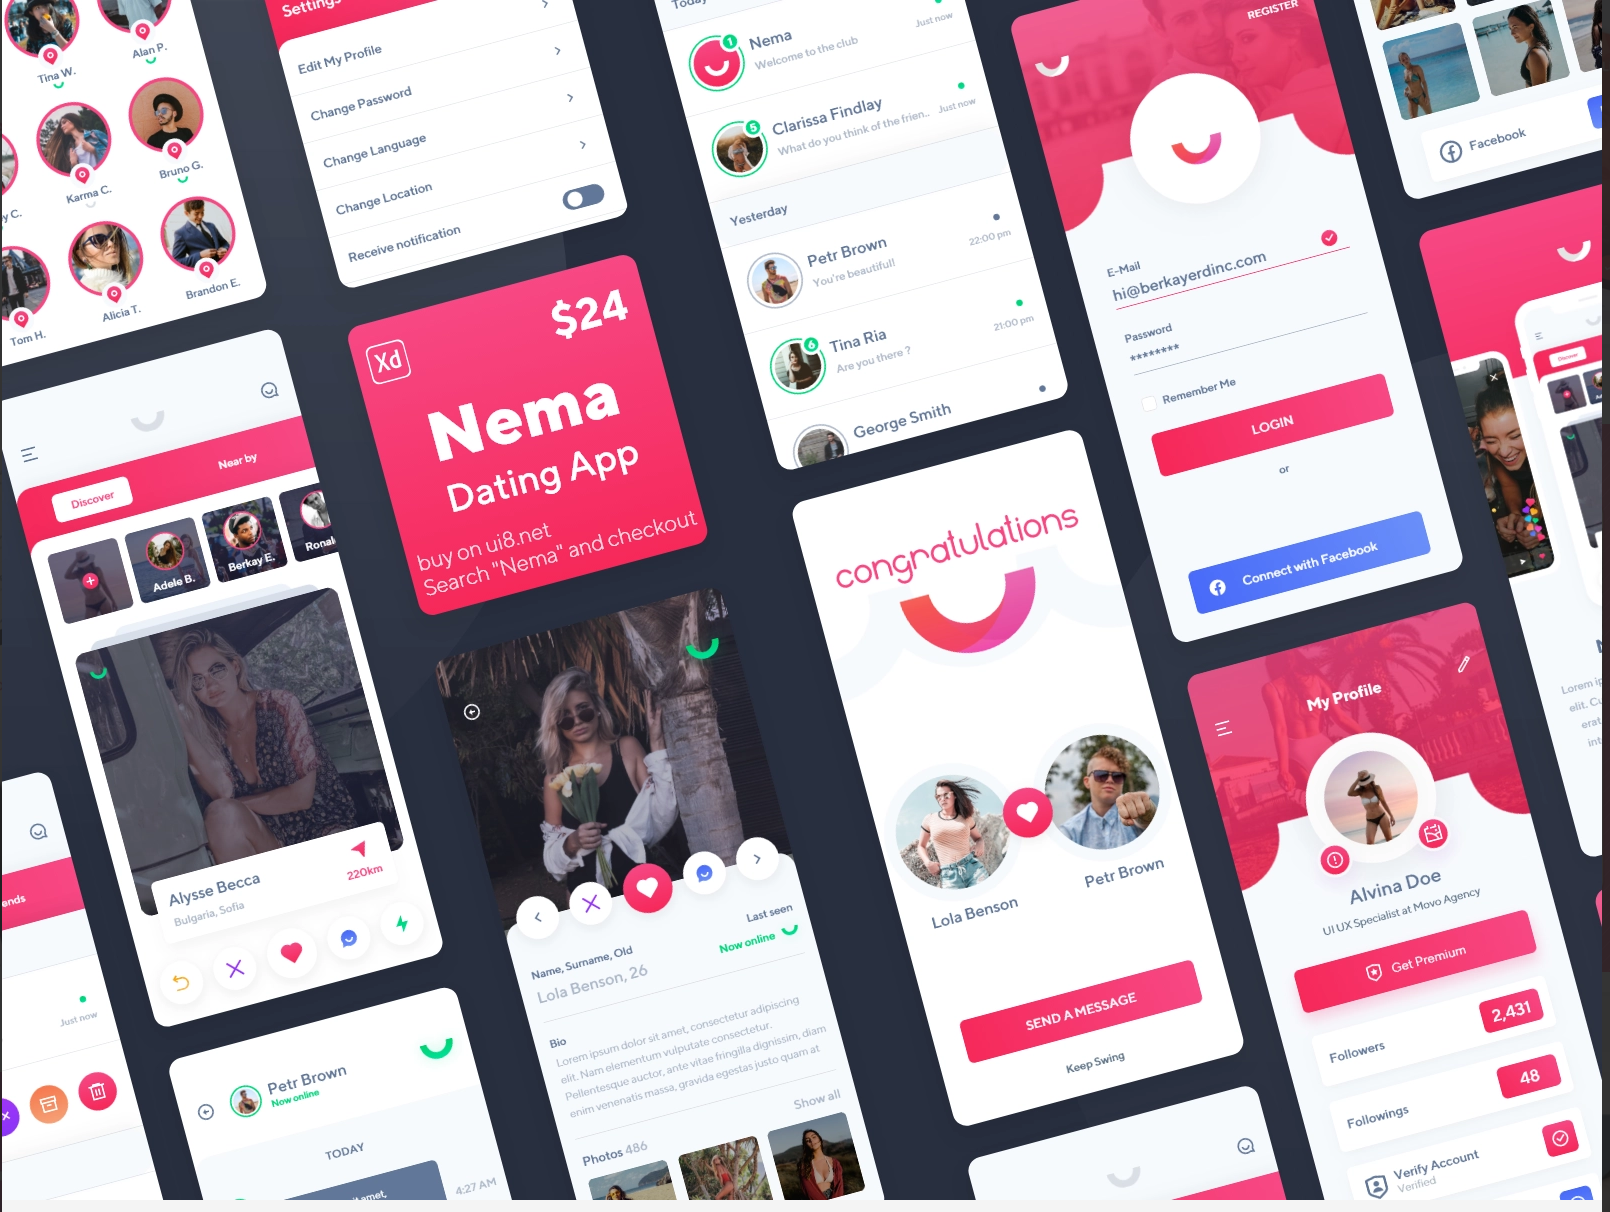 Tina W.
Alan P.
Karma C.
Bruno G.
y C.
Tom H.
Alicia T.
Brandon E.
Settings
Edit My Profile
Change Password
Change Language
Change Location
Receive notification
Today
Nema
Welcome to the club
Just now
1
Clarissa Findlay
What do you think of the frien..
Just now
5
Yesterday
Petr Brown
You're beautiful!
22:00 pm
Tina Ria
Are you there ?
21:00 pm
6
George Smith
REGISTER
E-Mail
hi@berkayerdinc.com
Password
********
Remember Me
LOGIN
or
Connect with Facebook
Facebook
Discover
Xd
$24
Nema
Dating App
buy on ui8.net
Search "Nema" and checkout
Discover
Near by
Adele B.
Berkay E.
Ronal
Alysse Becca
Bulgaria, Sofia
220km
ends
Just now
Petr Brown
Now online
TODAY
it amet,
4:27 AM
Last seen
Now online
Name, Surname, Old
Lola Benson, 26
Bio
Lorem ipsum dolor sit amet, consectetur adipiscing
elit. Nam elementum vulputate consectetur.
Pellentesque auctor, ante vitae fringilla dignissim, diam
enim venenatis massa, gravida egestas justo quam at
Show all
Photos 486
congratulations
Lola Benson
Petr Brown
SEND A MESSAGE
Keep Swing
My Profile
Alvina Doe
UI UX Specialist at Movo Agency
Get Premium
Followers
2,431
Followings
48
Verify Account
Verified
Lorem ip
elit. Cu
erat
int